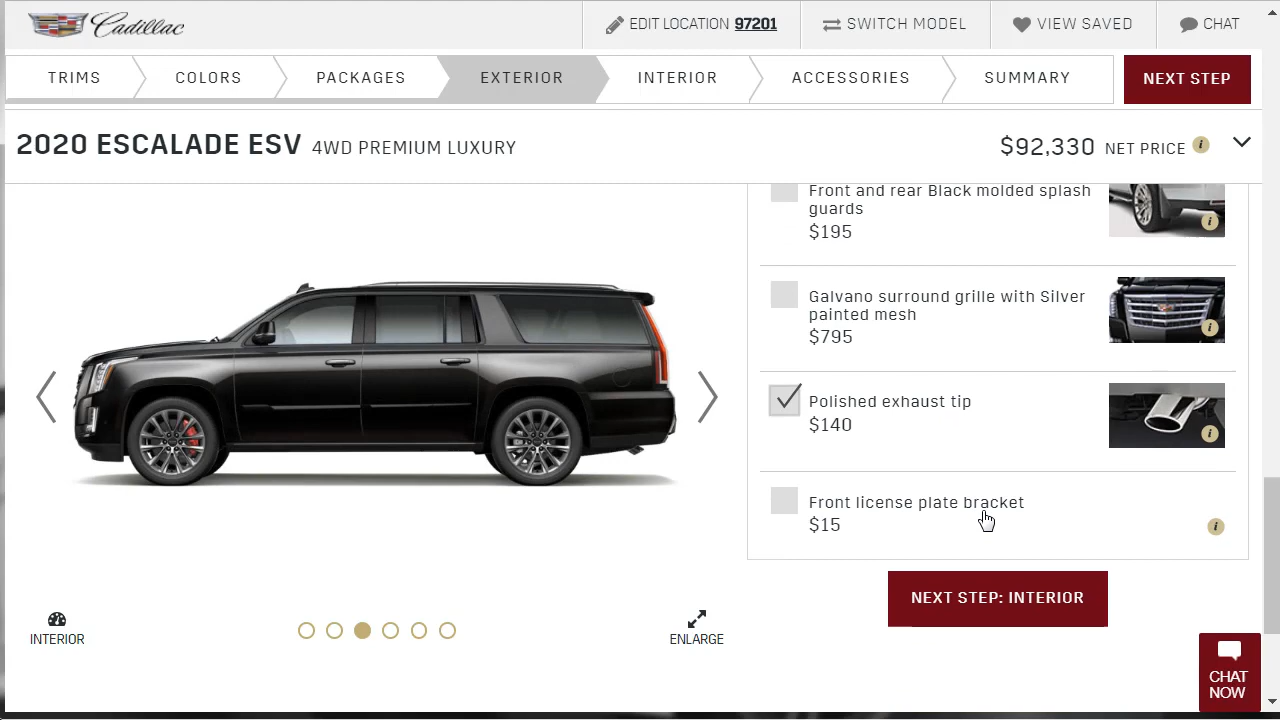 Cadillac
EDIT LOCATION 97201
SWITCH MODEL
VIEW SAVED
CHAT
TRIMS
COLORS
PACKAGES
EXTERIOR
INTERIOR
ACCESSORIES
SUMMARY
NEXT STEP
2020 ESCALADE ESV 4WD PREMIUM LUXURY
$92,330 NET PRICE i
Front and rear Black molded splash
guards
$195
i
Galvano surround grille with Silver
painted mesh
$795
i
Polished exhaust tip
$140
i
Front license plate bracket
$15
i
NEXT STEP: INTERIOR
INTERIOR
ENLARGE
CHAT
NOW